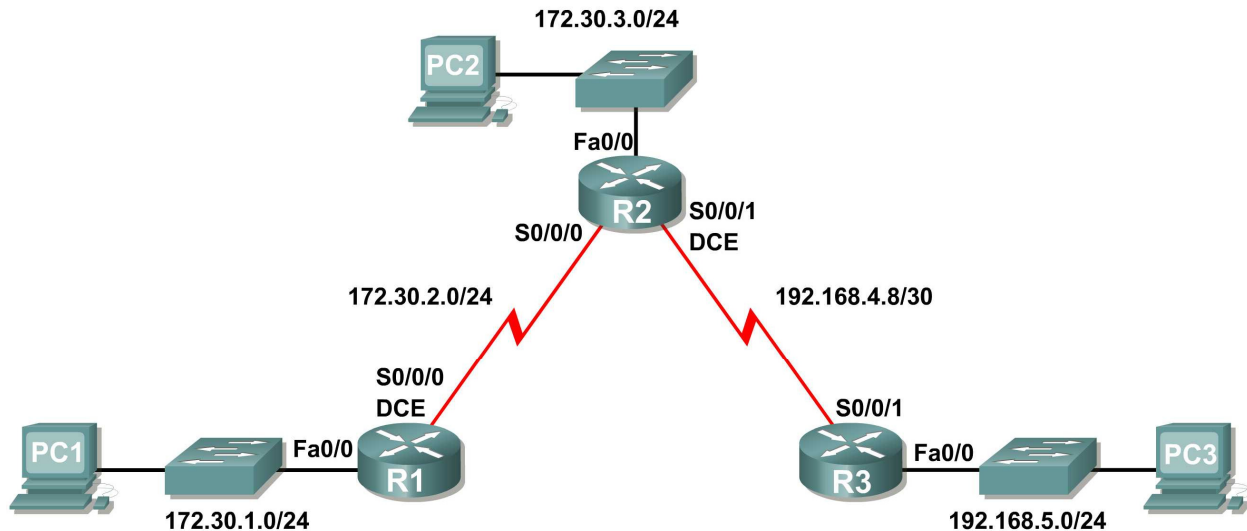 172.30.3.0/24
PC2
Fa0/0
R2
S0/0/1
DCE
S0/0/0
172.30.2.0/24
192.168.4.8/30
S0/0/0
DCE
S0/0/1
PC1
Fa0/0
R1
R3
Fa0/0
PC3
172.30.1.0/24
192.168.5.0/24